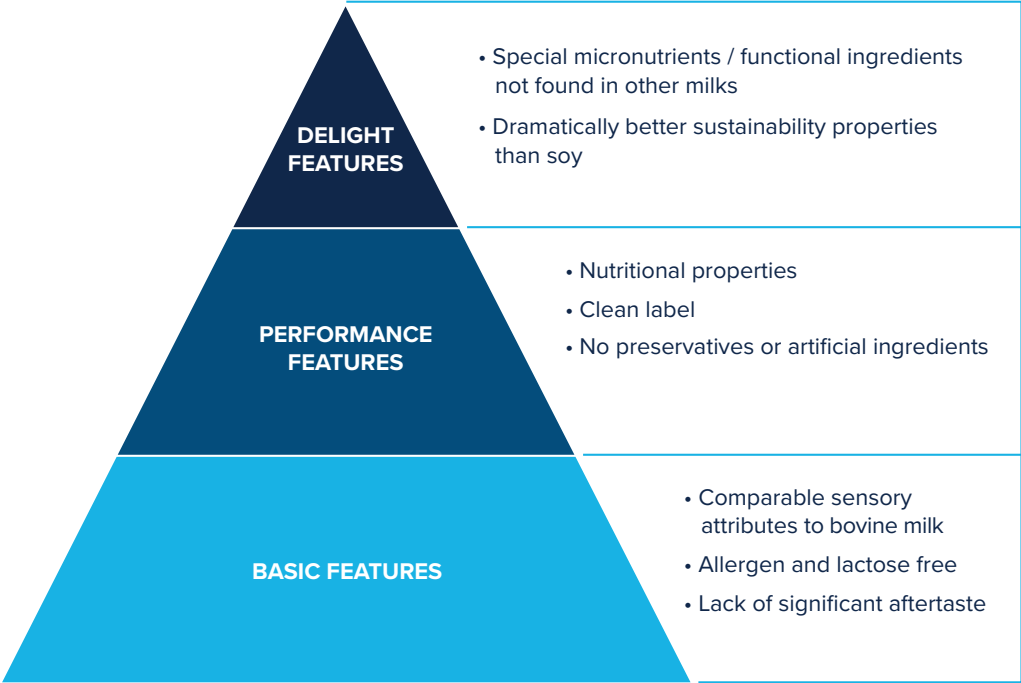 DELIGHT
FEATURES
• Special micronutrients / functional ingredients
not found in other milks
• Dramatically better sustainability properties
than soy
PERFORMANCE
FEATURES
• Nutritional properties
• Clean label
• No preservatives or artificial ingredients
BASIC FEATURES
• Comparable sensory
attributes to bovine milk
• Allergen and lactose free
• Lack of significant aftertaste